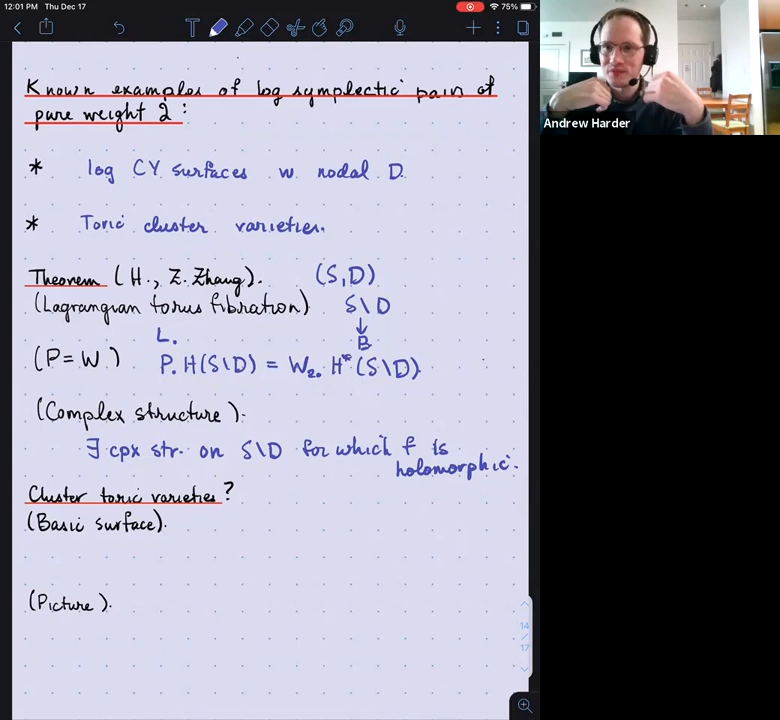 12:01 PM Thu Dec 17
75%
Andrew Harder
Known examples of log symplectic pairs of
pure weight 2:
* log CY surfaces w. nodal D.
* Toric cluster varieties.
Theorem (H., Z. Zhang). (S,D)
(Lagrangian torus fibration) S\D
↓
L. B
(P=W) P. H(S\D) = W₂. H*(S\D).
(Complex structure).
∃ cpx str. on S\D for which f is
holomorphic.
Cluster toric varieties?
(Basic surface).
(Picture).
14
/
17